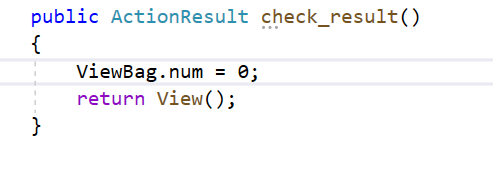 public ActionResult check_result()
{
    ViewBag.num = 0;
    return View();
}